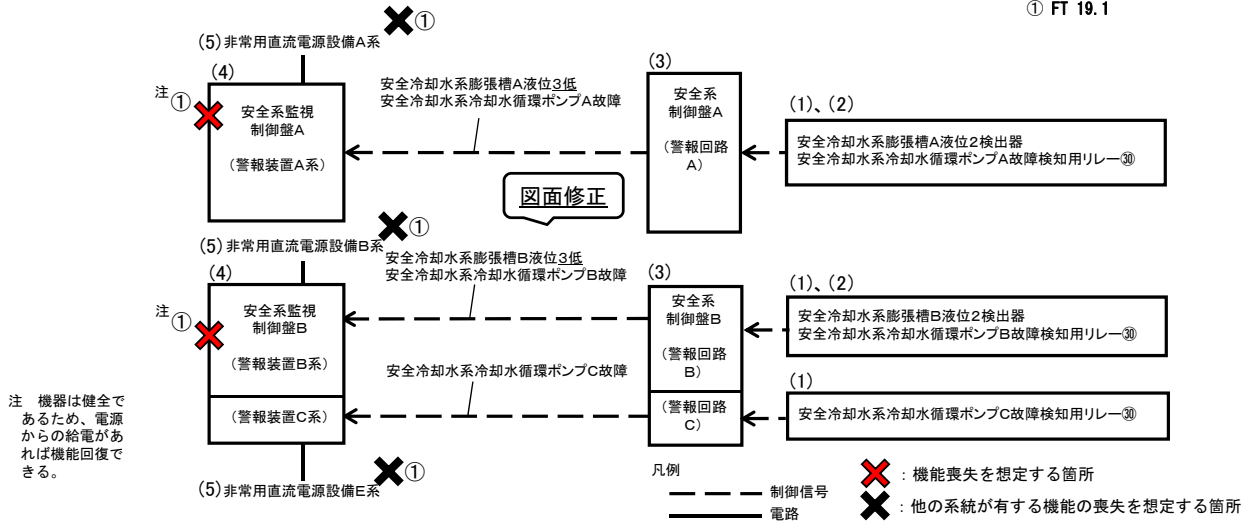 ① FT 19.1
①
(5)非常用直流電源設備A系
(4)
注①
安全系監視
制御盤A
(警報装置A系)
安全冷却水系膨張槽A液位3低
安全冷却水系冷却水循環ポンプA故障
(3)
安全系
制御盤A
(警報回路
A)
(1)、(2)
安全冷却水系膨張槽A液位2検出器
安全冷却水系冷却水循環ポンプA故障検知用リレー㉚
図面修正
①
(5)非常用直流電源設備B系
(4)
注①
安全系監視
制御盤B
(警報装置B系)
(警報装置C系)
安全冷却水系膨張槽B液位3低
安全冷却水系冷却水循環ポンプB故障
安全冷却水系冷却水循環ポンプC故障
(3)
安全系
制御盤B
(警報回路
B)
(警報回路
C)
(1)、(2)
安全冷却水系膨張槽B液位2検出器
安全冷却水系冷却水循環ポンプB故障検知用リレー㉚
(1)
安全冷却水系冷却水循環ポンプC故障検知用リレー㉚
①
(5)非常用直流電源設備E系
注 機器は健全で
あるため、電源
からの給電があ
れば機能回復で
きる。
凡例
制御信号
電路
：機能喪失を想定する箇所
：他の系統が有する機能の喪失を想定する箇所